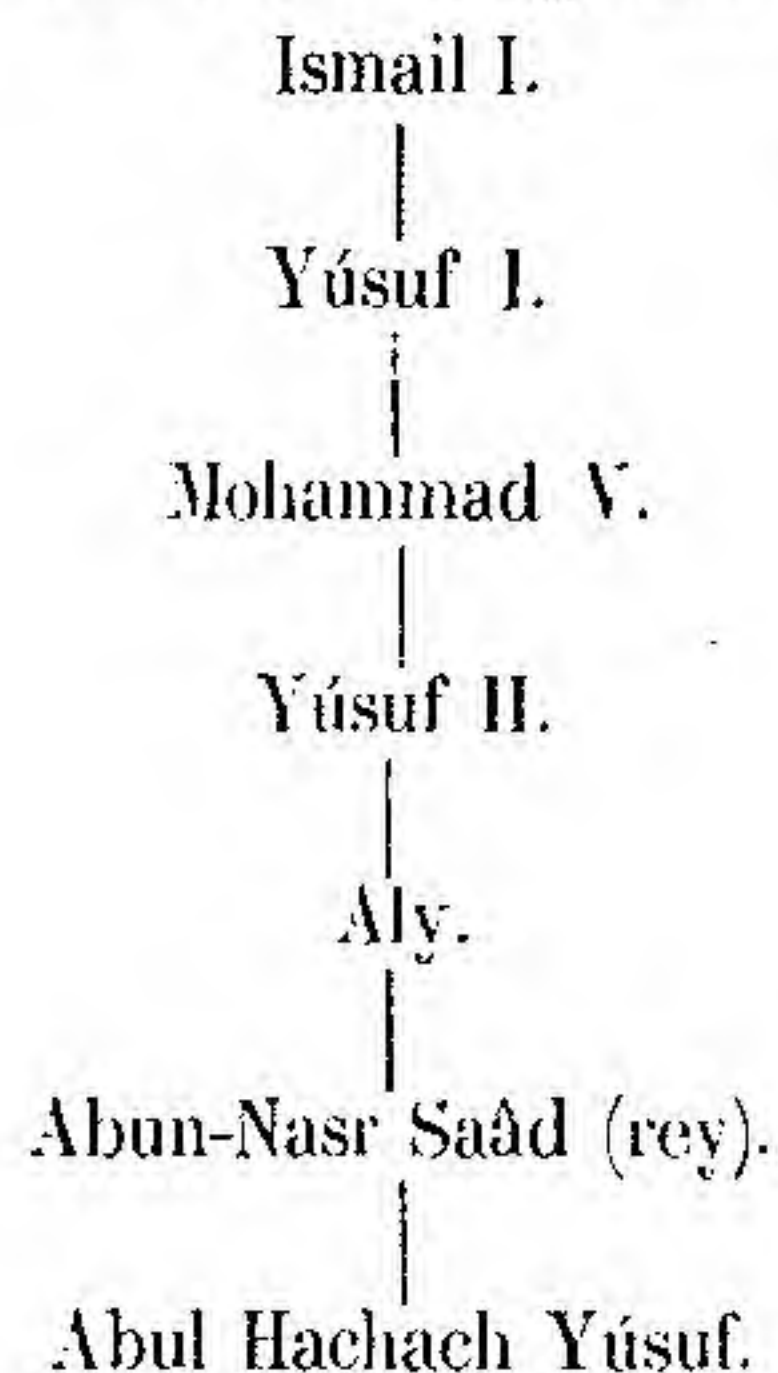 Ismail I.
Yúsuf I.
Mohammad V.
Yúsuf II.
Aly.
Abun-Nasr Saâd (rey).
Abul Hachach Yúsuf.